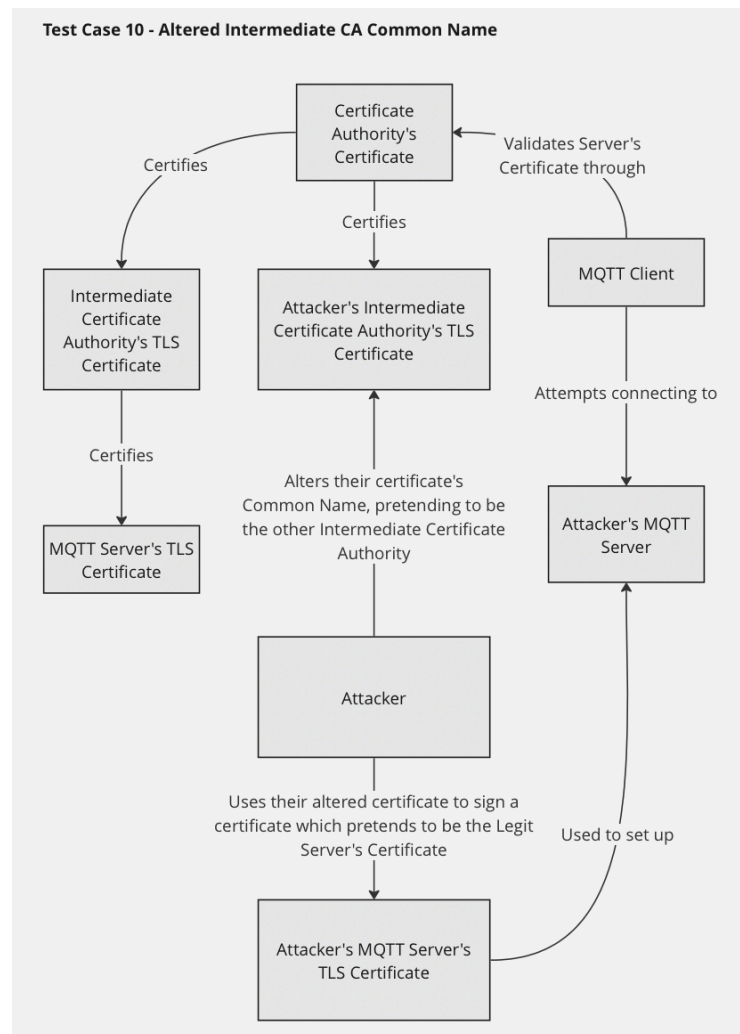 Test Case 10 - Altered Intermediate CA Common Name
Certificate
Authority's
Certificate
Validates Server's
Certificate through
Certifies
Certifies
MQTT Client
Intermediate
Certificate
Authority's TLS
Certificate
Attacker's Intermediate
Certificate Authority's TLS
Certificate
Attempts connecting to
Certifies
Alters their certificate's
Common Name, pretending to be
the other Intermediate Certificate
Authority
Attacker's MQTT
Server
MQTT Server's TLS
Certificate
Attacker
Uses their altered certificate to sign a
certificate which pretends to be the Legit
Server's Certificate
Used to set up
Attacker's MQTT Server's
TLS Certificate